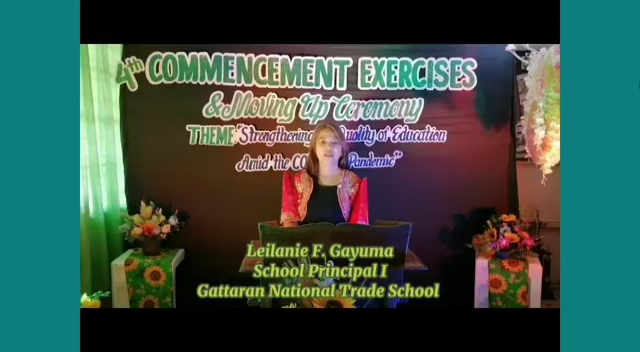 4th COMMENCEMENT EXERCISES
& Moving Up Ceremony
THEME "Strengthening Quality of Education
Amid the Pandemic"
Leilanie F. Gayuma
School Principal I
Gattaran National Trade School